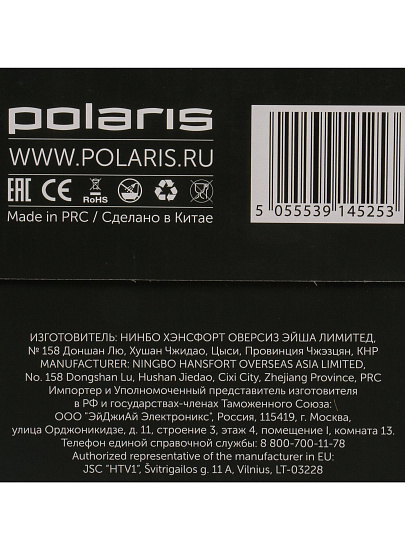 polaris
WWW.POLARIS.RU
EAC CE RoHS
Made in PRC / Сделано в Китае
5 055539 145253
ИЗГОТОВИТЕЛЬ: НИНБО ХЭНСФОРТ ОВЕРСИЗ ЭЙША ЛИМИТЕД,
№ 158 Доншан Лю, Хушан Чжидао, Цыси, Провинция Чжэцзян, КНР
MANUFACTURER: NINGBO HANSFORT OVERSEAS ASIA LIMITED,
No. 158 Dongshan Lu, Hushan Jiedao, Cixi City, Zhejiang Province, PRC
Импортер и Уполномоченный представитель изготовителя
в РФ и государствах-членах Таможенного Союза:
ООО "ЭйДжиАй Электроникс", Россия, 115419, г. Москва,
улица Орджоникидзе, д. 11, строение 3, этаж 4, помещение I, комната 13.
Телефон единой справочной службы: 8 800-700-11-78
Authorized representative of the manufacturer in EU:
JSC "HTV1", Švitrigailos g. 11 A, Vilnius, LT-03228